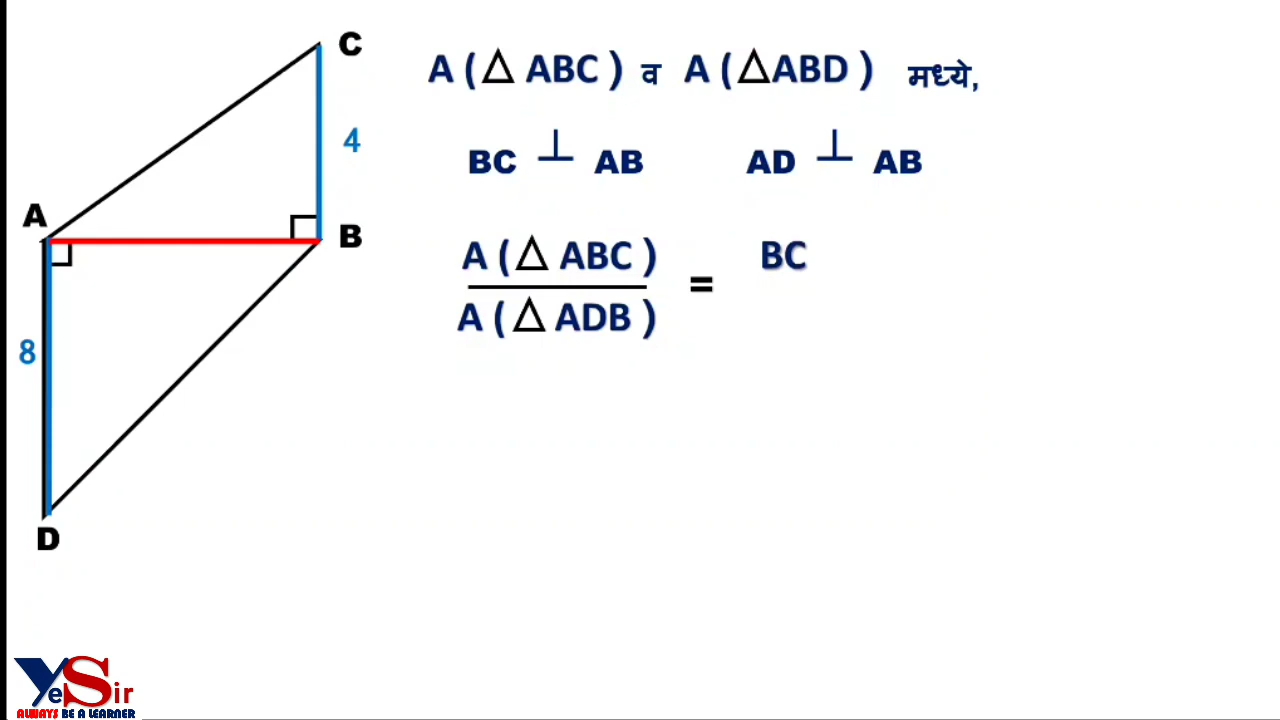 C
A ( △ ABC ) व A ( △ABD ) मध्ये,
4
BC ⊥ AB AD ⊥ AB
A
B
A ( △ ABC )
A ( △ ADB )
= BC
8
D
YeSir
ALWAYS BE A LEARNER